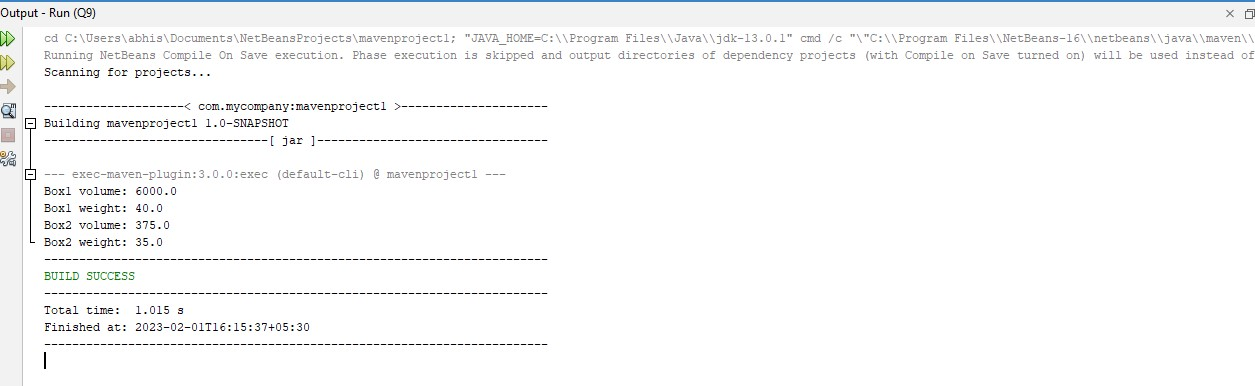 Output - Run (Q9)
cd C:\Users\abhis\Documents\NetBeansProjects\mavenproject1; "JAVA_HOME=C:\\Program Files\\Java\\jdk-13.0.1" cmd /c "\"C:\\Program Files\\NetBeans-16\\netbeans\\java\\maven\\
Running NetBeans Compile On Save execution. Phase execution is skipped and output directories of dependency projects (with Compile on Save turned on) will be used instead of
Scanning for projects...
--------------------< com.mycompany:mavenproject1 >---------------------
Building mavenproject1 1.0-SNAPSHOT
--------------------------------[ jar ]---------------------------------
--- exec-maven-plugin:3.0.0:exec (default-cli) @ mavenproject1 ---
Box1 volume: 6000.0
Box1 weight: 40.0
Box2 volume: 375.0
Box2 weight: 35.0
------------------------------------------------------------------------
BUILD SUCCESS
------------------------------------------------------------------------
Total time:  1.015 s
Finished at: 2023-02-01T16:15:37+05:30
------------------------------------------------------------------------